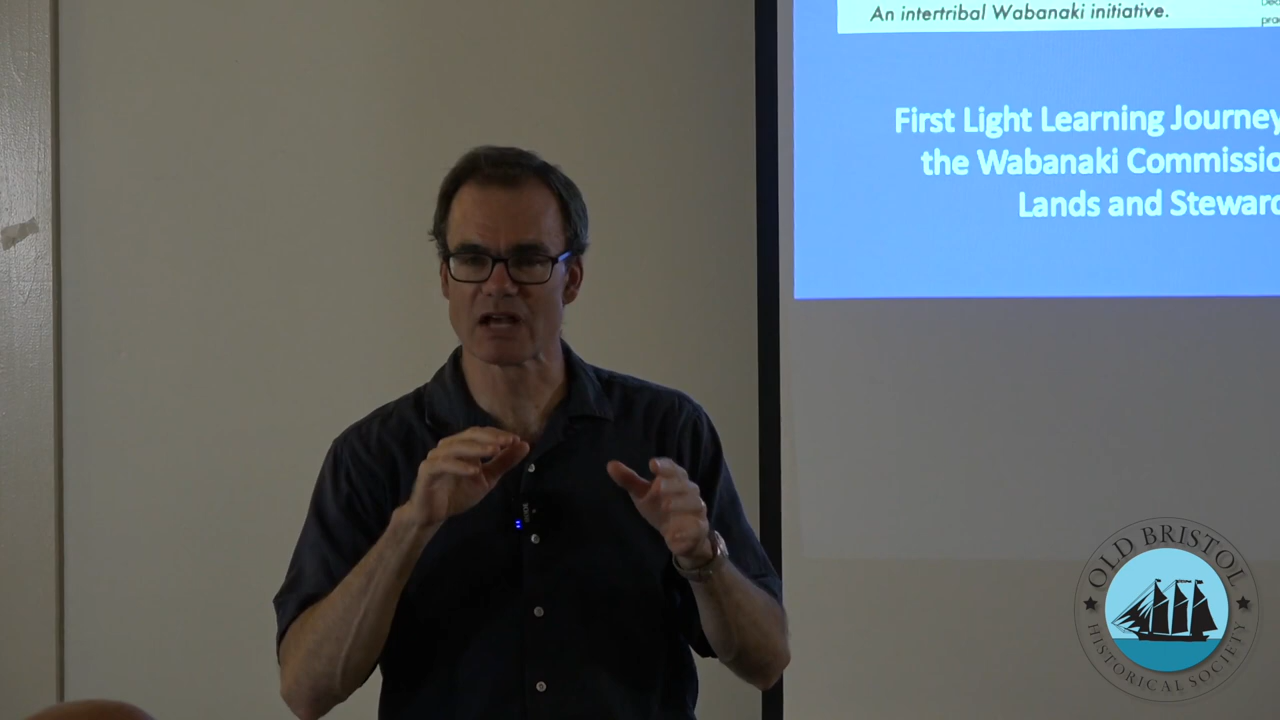 An intertribal Wabanaki initiative.
First Light Learning Journey
the Wabanaki Commissio
Lands and Steward
OLD BRISTOL
HISTORICAL SOCIETY